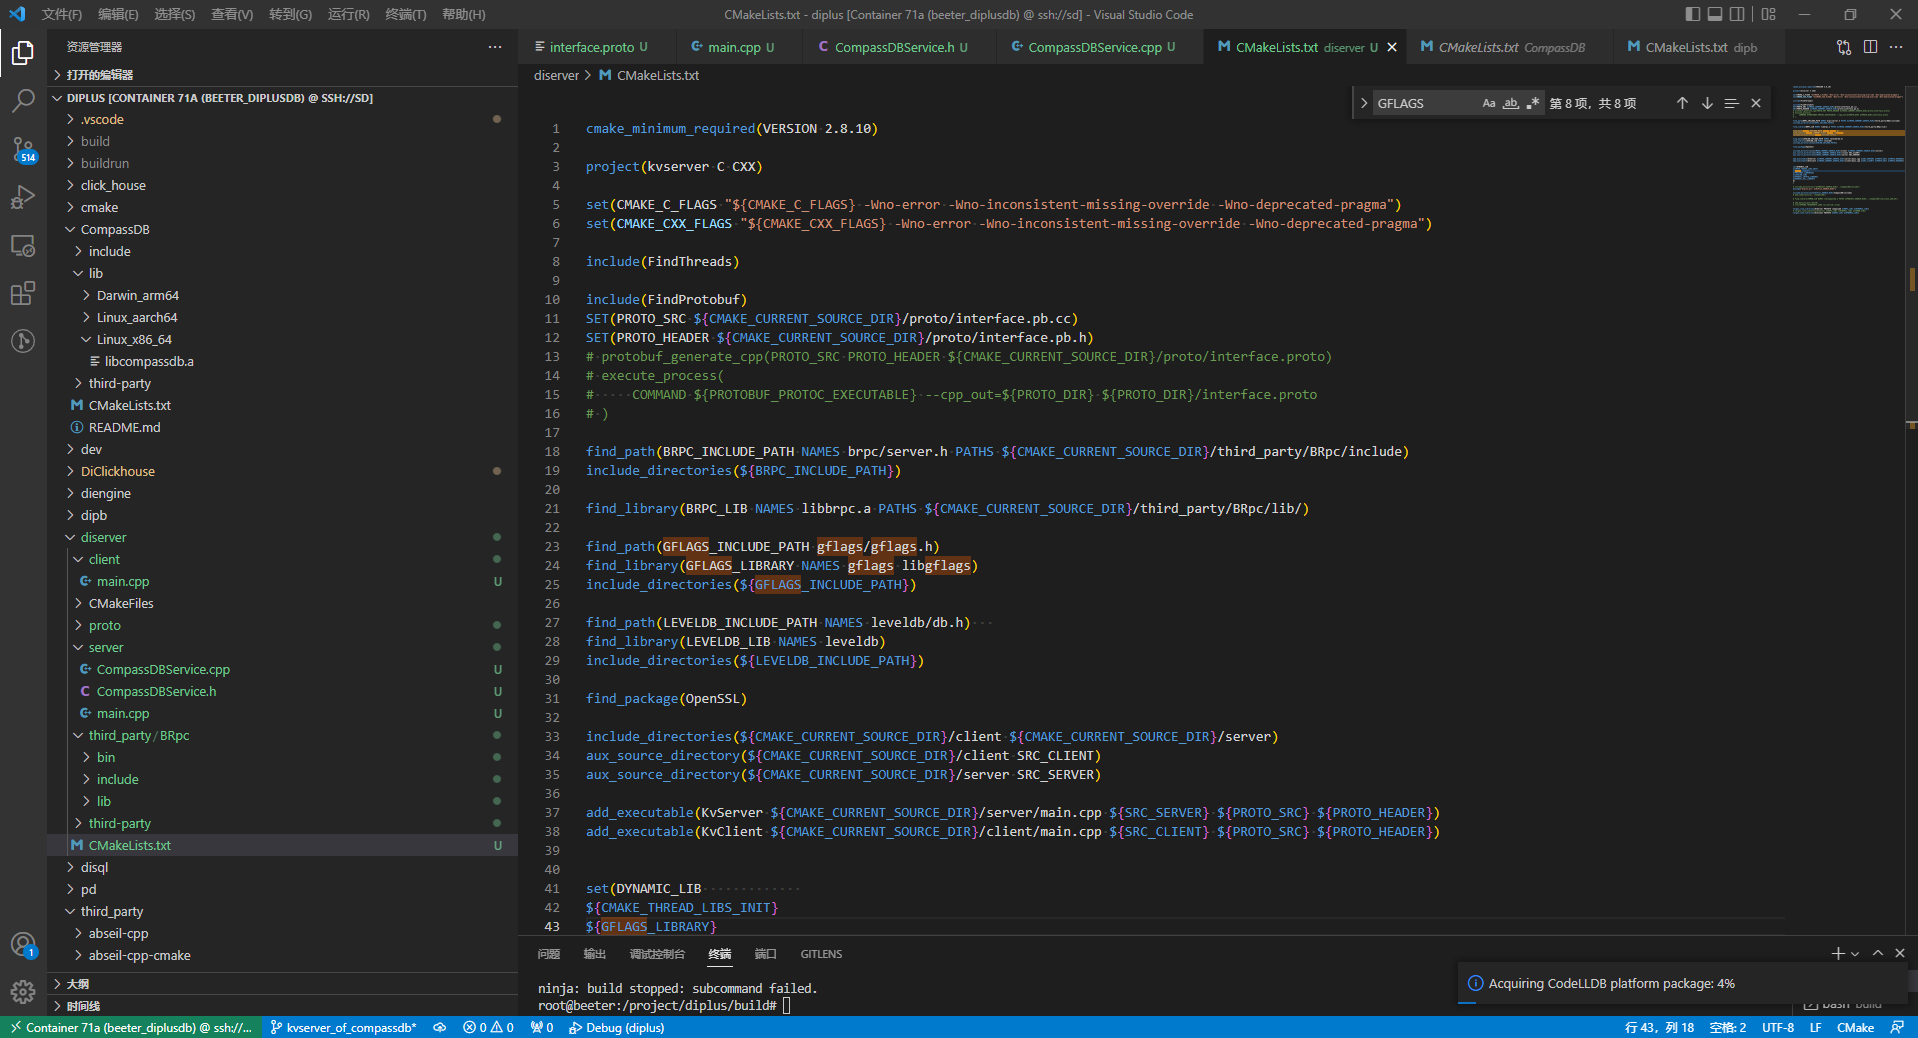 文件(F) 编辑(E) 选择(S) 查看(V) 转到(G) 运行(R) 终端(T) 帮助(H)
CMakeLists.txt - diplus [Container 71a (beeter_diplusdb) @ ssh://sd] - Visual Studio Code
资源管理器
打开的编辑器
DIPLUS [CONTAINER 71A (BEETER_DIPLUSDB) @ SSH://SD]
.vscode
build
buildrun
click_house
cmake
CompassDB
include
lib
Darwin_arm64
Linux_aarch64
Linux_x86_64
libcompassdb.a
third-party
CMakeLists.txt
README.md
dev
DiClickhouse
diengine
dipb
diserver
client
main.cpp U
CMakeFiles
proto
server
CompassDBService.cpp U
CompassDBService.h U
main.cpp U
third_party / BRpc
bin
include
lib
third-party
CMakeLists.txt U
disql
pd
third_party
abseil-cpp
abseil-cpp-cmake
大纲
时间线
514
1
interface.proto U main.cpp U CompassDBService.h U CompassDBService.cpp U CMakeLists.txt diserver U CMakeLists.txt CompassDB CMakeLists.txt dipb
diserver > CMakeLists.txt
GFLAGS Aa ab .* 第 8 项，共 8 项
1 cmake_minimum_required(VERSION 2.8.10)
2
3 project(kvserver C CXX)
4
5 set(CMAKE_C_FLAGS "${CMAKE_C_FLAGS} -Wno-error -Wno-inconsistent-missing-override -Wno-deprecated-pragma")
6 set(CMAKE_CXX_FLAGS "${CMAKE_CXX_FLAGS} -Wno-error -Wno-inconsistent-missing-override -Wno-deprecated-pragma")
7
8 include(FindThreads)
9
10 include(FindProtobuf)
11 SET(PROTO_SRC ${CMAKE_CURRENT_SOURCE_DIR}/proto/interface.pb.cc)
12 SET(PROTO_HEADER ${CMAKE_CURRENT_SOURCE_DIR}/proto/interface.pb.h)
13 # protobuf_generate_cpp(PROTO_SRC PROTO_HEADER ${CMAKE_CURRENT_SOURCE_DIR}/proto/interface.proto)
14 # execute_process(
15 #     COMMAND ${PROTOBUF_PROTOC_EXECUTABLE} --cpp_out=${PROTO_DIR} ${PROTO_DIR}/interface.proto
16 # )
17
18 find_path(BRPC_INCLUDE_PATH NAMES brpc/server.h PATHS ${CMAKE_CURRENT_SOURCE_DIR}/third_party/BRpc/include)
19 include_directories(${BRPC_INCLUDE_PATH})
20
21 find_library(BRPC_LIB NAMES libbrpc.a PATHS ${CMAKE_CURRENT_SOURCE_DIR}/third_party/BRpc/lib/)
22
23 find_path(GFLAGS_INCLUDE_PATH gflags/gflags.h)
24 find_library(GFLAGS_LIBRARY NAMES gflags libgflags)
25 include_directories(${GFLAGS_INCLUDE_PATH})
26
27 find_path(LEVELDB_INCLUDE_PATH NAMES leveldb/db.h)
28 find_library(LEVELDB_LIB NAMES leveldb)
29 include_directories(${LEVELDB_INCLUDE_PATH})
30
31 find_package(OpenSSL)
32
33 include_directories(${CMAKE_CURRENT_SOURCE_DIR}/client ${CMAKE_CURRENT_SOURCE_DIR}/server)
34 aux_source_directory(${CMAKE_CURRENT_SOURCE_DIR}/client SRC_CLIENT)
35 aux_source_directory(${CMAKE_CURRENT_SOURCE_DIR}/server SRC_SERVER)
36
37 add_executable(KvServer ${CMAKE_CURRENT_SOURCE_DIR}/server/main.cpp ${SRC_SERVER} ${PROTO_SRC} ${PROTO_HEADER})
38 add_executable(KvClient ${CMAKE_CURRENT_SOURCE_DIR}/client/main.cpp ${SRC_CLIENT} ${PROTO_SRC} ${PROTO_HEADER})
39
40
41 set(DYNAMIC_LIB
42 ${CMAKE_THREAD_LIBS_INIT}
43 ${GFLAGS_LIBRARY}
问题 输出 调试控制台 终端 端口 GITLENS
ninja: build stopped: subcommand failed.
root@beeter:/project/diplus/build#
Acquiring CodeLLDB platform package: 4%
bash build
Container 71a (beeter_diplusdb) @ ssh://... kvserver_of_compassdb* 0 0 0 Debug (diplus)
行 43，列 18 空格: 2 UTF-8 LF CMake